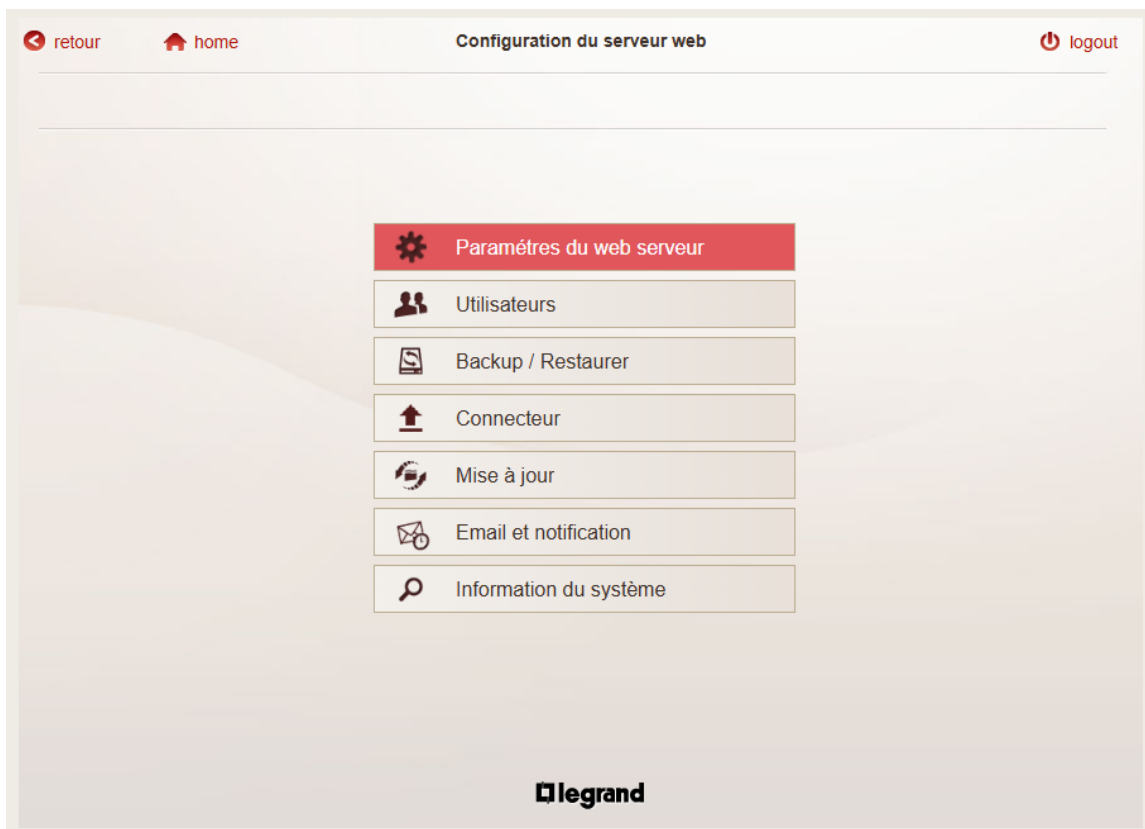 retour home Configuration du serveur web logout
Paramétres du web serveur
Utilisateurs
Backup / Restaurer
Connecteur
Mise à jour
Email et notification
Information du système
legrand